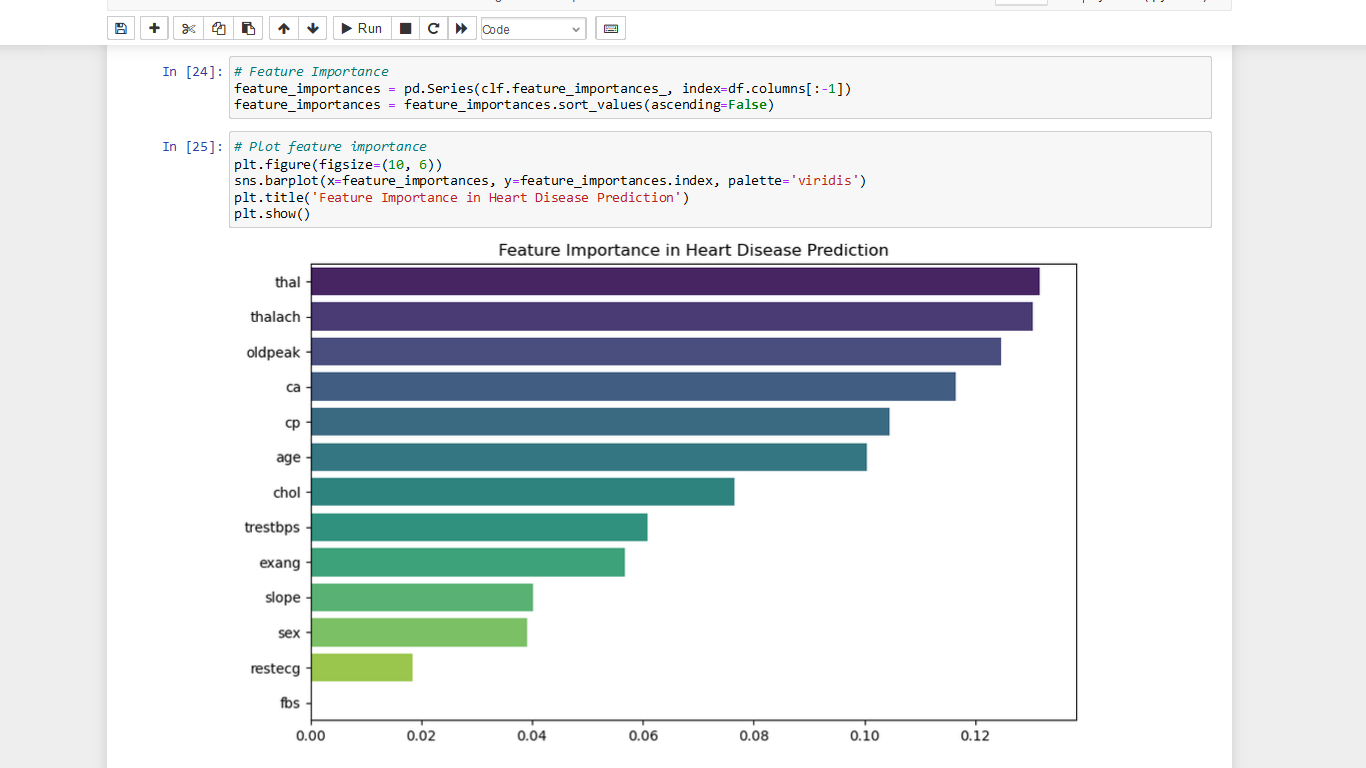 Run
Code
In [24]:
# Feature Importance
feature_importances = pd.Series(clf.feature_importances_, index=df.columns[:-1])
feature_importances = feature_importances.sort_values(ascending=False)
In [25]:
# Plot feature importance
plt.figure(figsize=(10, 6))
sns.barplot(x=feature_importances, y=feature_importances.index, palette='viridis')
plt.title('Feature Importance in Heart Disease Prediction')
plt.show()
Feature Importance in Heart Disease Prediction
thal
thalach
oldpeak
ca
cp
age
chol
trestbps
exang
slope
sex
restecg
fbs
0.00 0.02 0.04 0.06 0.08 0.10 0.12